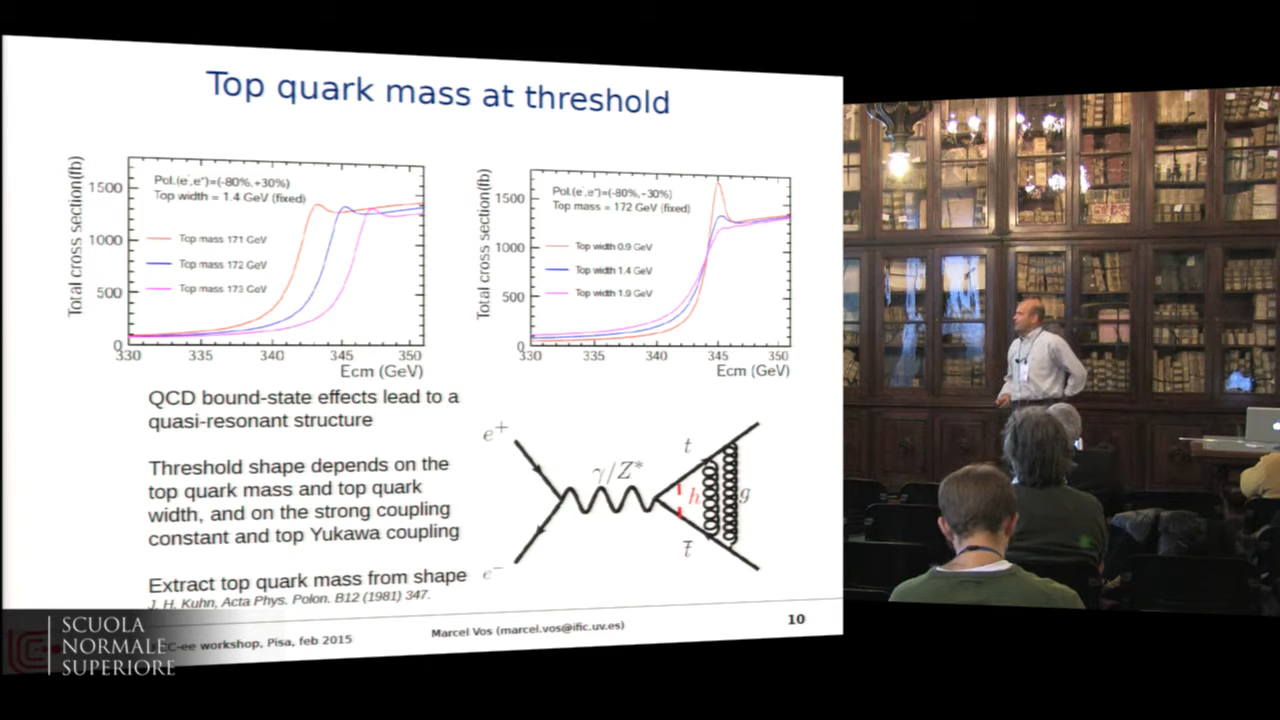 Top quark mass at threshold
Total cross section(fb)
1500
1000
500
0
Pol.(e-,e+)=(-80%,+30%)
Top width = 1.4 GeV (fixed)
Top mass 171 GeV
Top mass 172 GeV
Top mass 173 GeV
330 335 340 345 350
Ecm (GeV)
Total cross section(fb)
1500
1000
500
0
Pol.(e-,e+)=(-80%,-30%)
Top mass = 172 GeV (fixed)
Top width 0.9 GeV
Top width 1.4 GeV
Top width 1.9 GeV
330 335 340 345 350
Ecm (GeV)
QCD bound-state effects lead to a
quasi-resonant structure
Threshold shape depends on the
top quark mass and top quark
width, and on the strong coupling
constant and top Yukawa coupling
Extract top quark mass from shape
J. H. Kuhn, Acta Phys. Polon. B12 (1981) 347.
e+
γ/Z*
t
h
g
t̄
e−
C-ee workshop, Pisa, feb 2015
Marcel Vos (marcel.vos@ific.uv.es)
10
SCUOLA
NORMALE
SUPERIORE